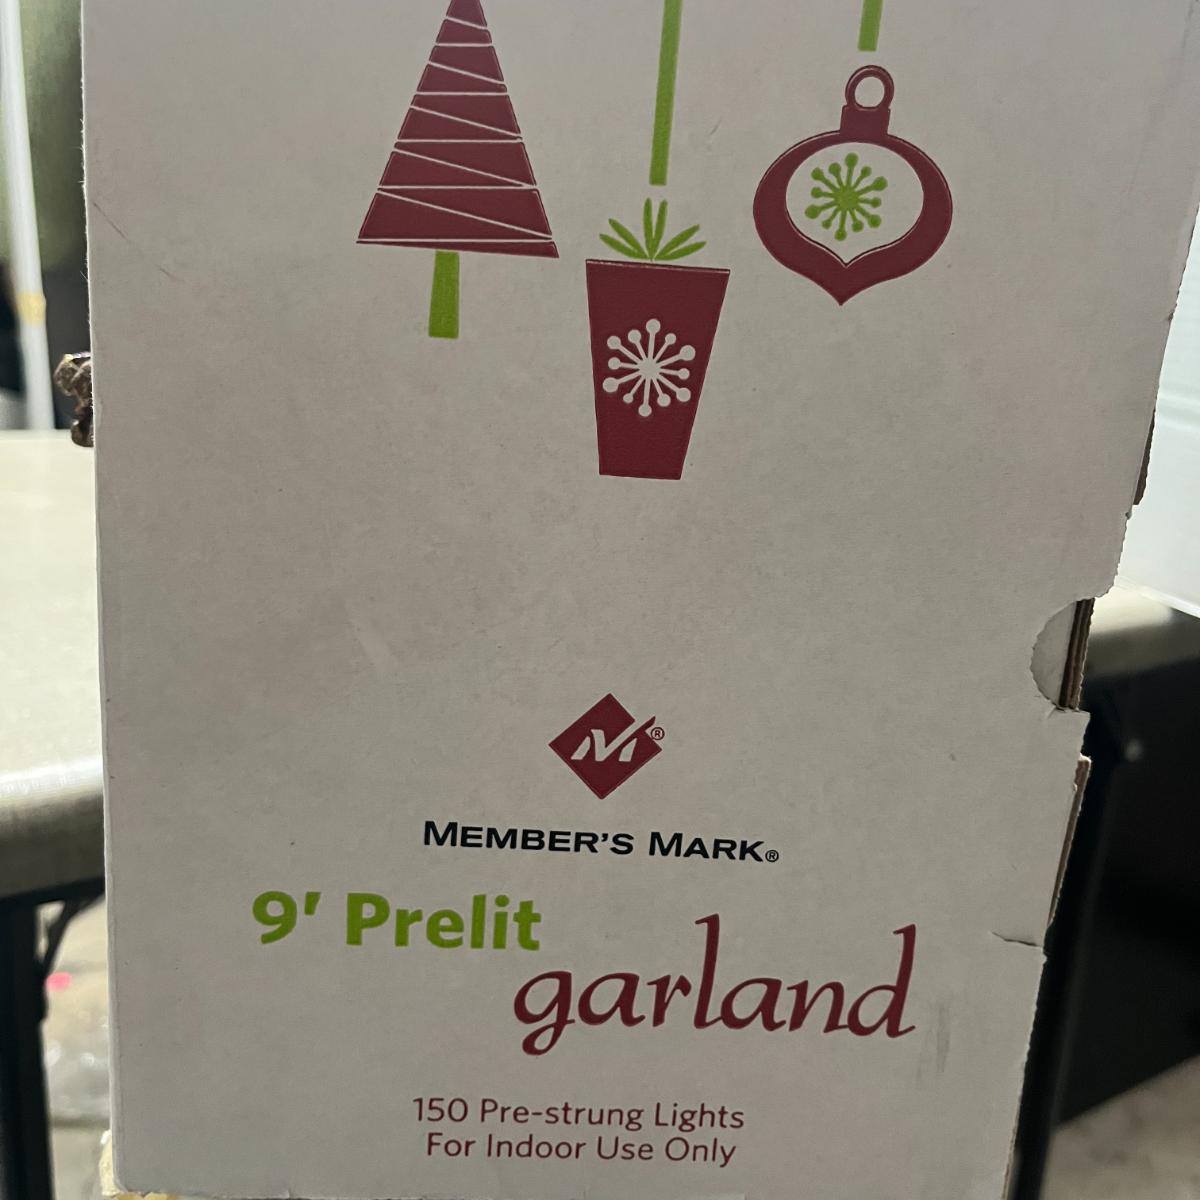 M®
MEMBER'S MARK®
9' Prelit
garland
150 Pre-strung Lights
For Indoor Use Only